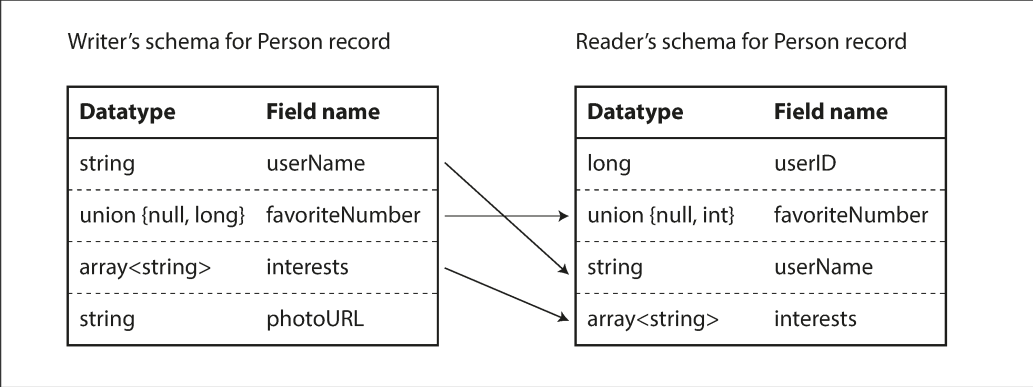 Writer’s schema for Person record
Datatype Field name
string userName
union {null, long} favoriteNumber
array<string> interests
string photoURL
Reader’s schema for Person record
Datatype Field name
long userID
union {null, int} favoriteNumber
string userName
array<string> interests